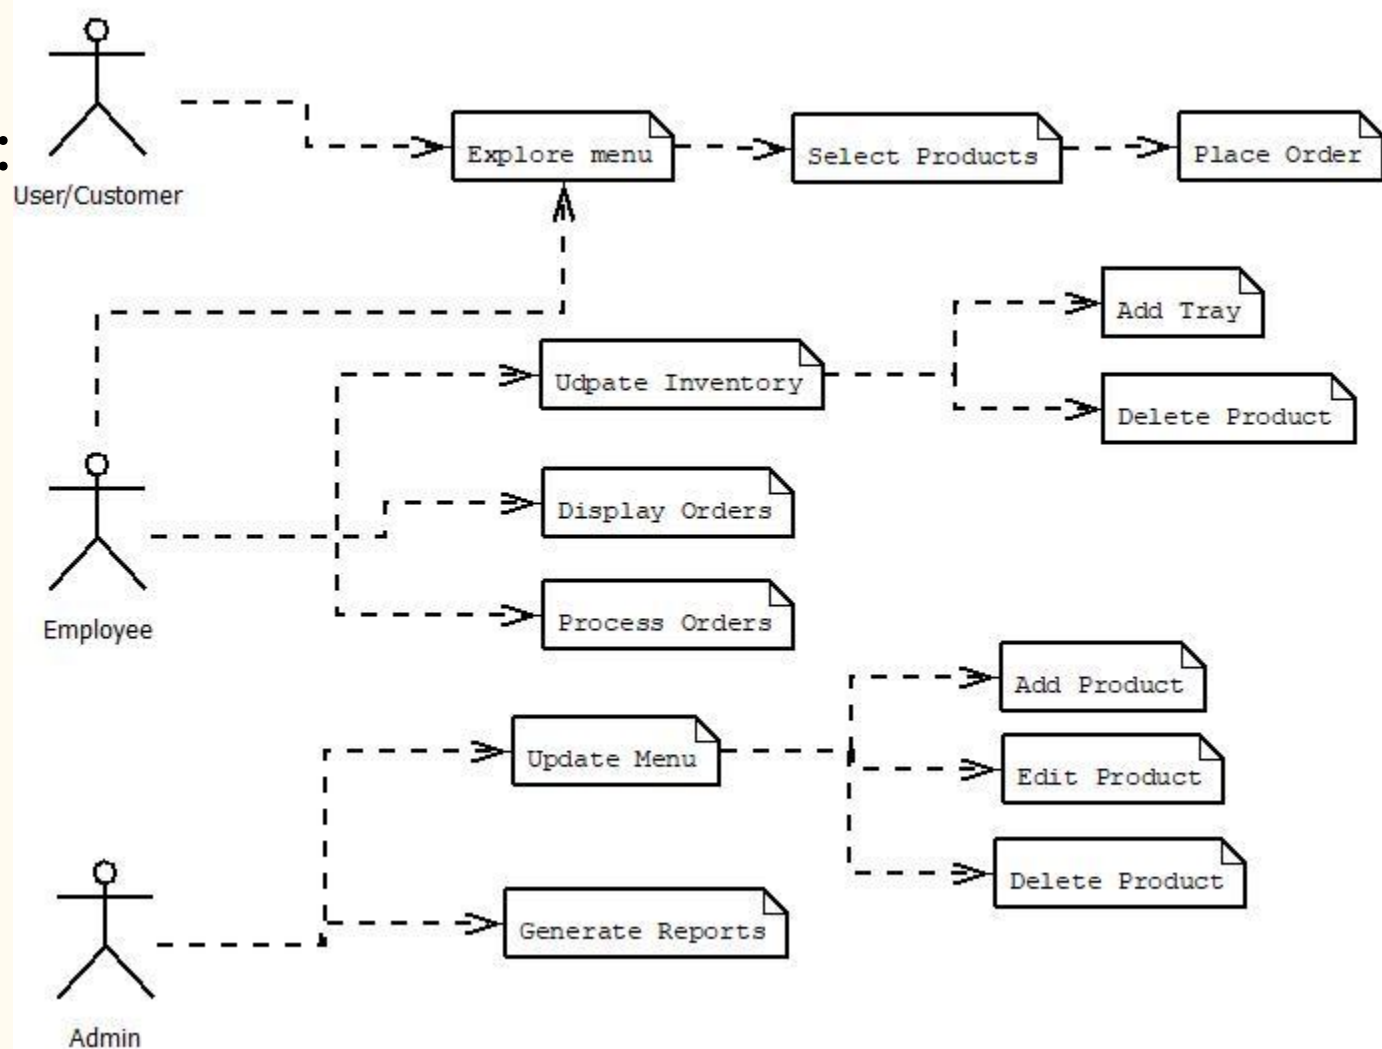 :
User/Customer
Explore menu
Select Products
Place Order
Add Tray
Udpate Inventory
Delete Product
Display Orders
Employee
Process Orders
Add Product
Update Menu
Edit Product
Delete Product
Generate Reports
Admin